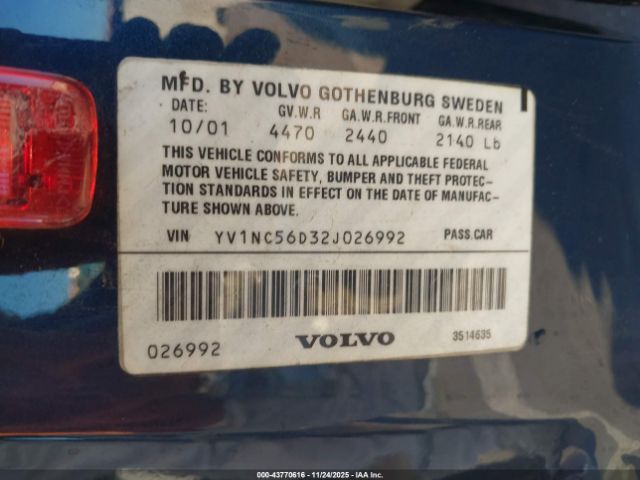 MFD. BY VOLVO GOTHENBURG SWEDEN
DATE: GV.W.R GA.W.R.FRONT GA.W.R.REAR
10/01 4470 2440 2140 Lb
THIS VEHICLE CONFORMS TO ALL APPLICABLE FEDERAL
MOTOR VEHICLE SAFETY, BUMPER AND THEFT PROTEC-
TION STANDARDS IN EFFECT ON THE DATE OF MANUFAC-
TURE SHOWN ABOVE.
VIN YV1NC56D32J026992 PASS.CAR
026992 VOLVO 3514635
000-43770616 - 11/24/2025 - IAA Inc.